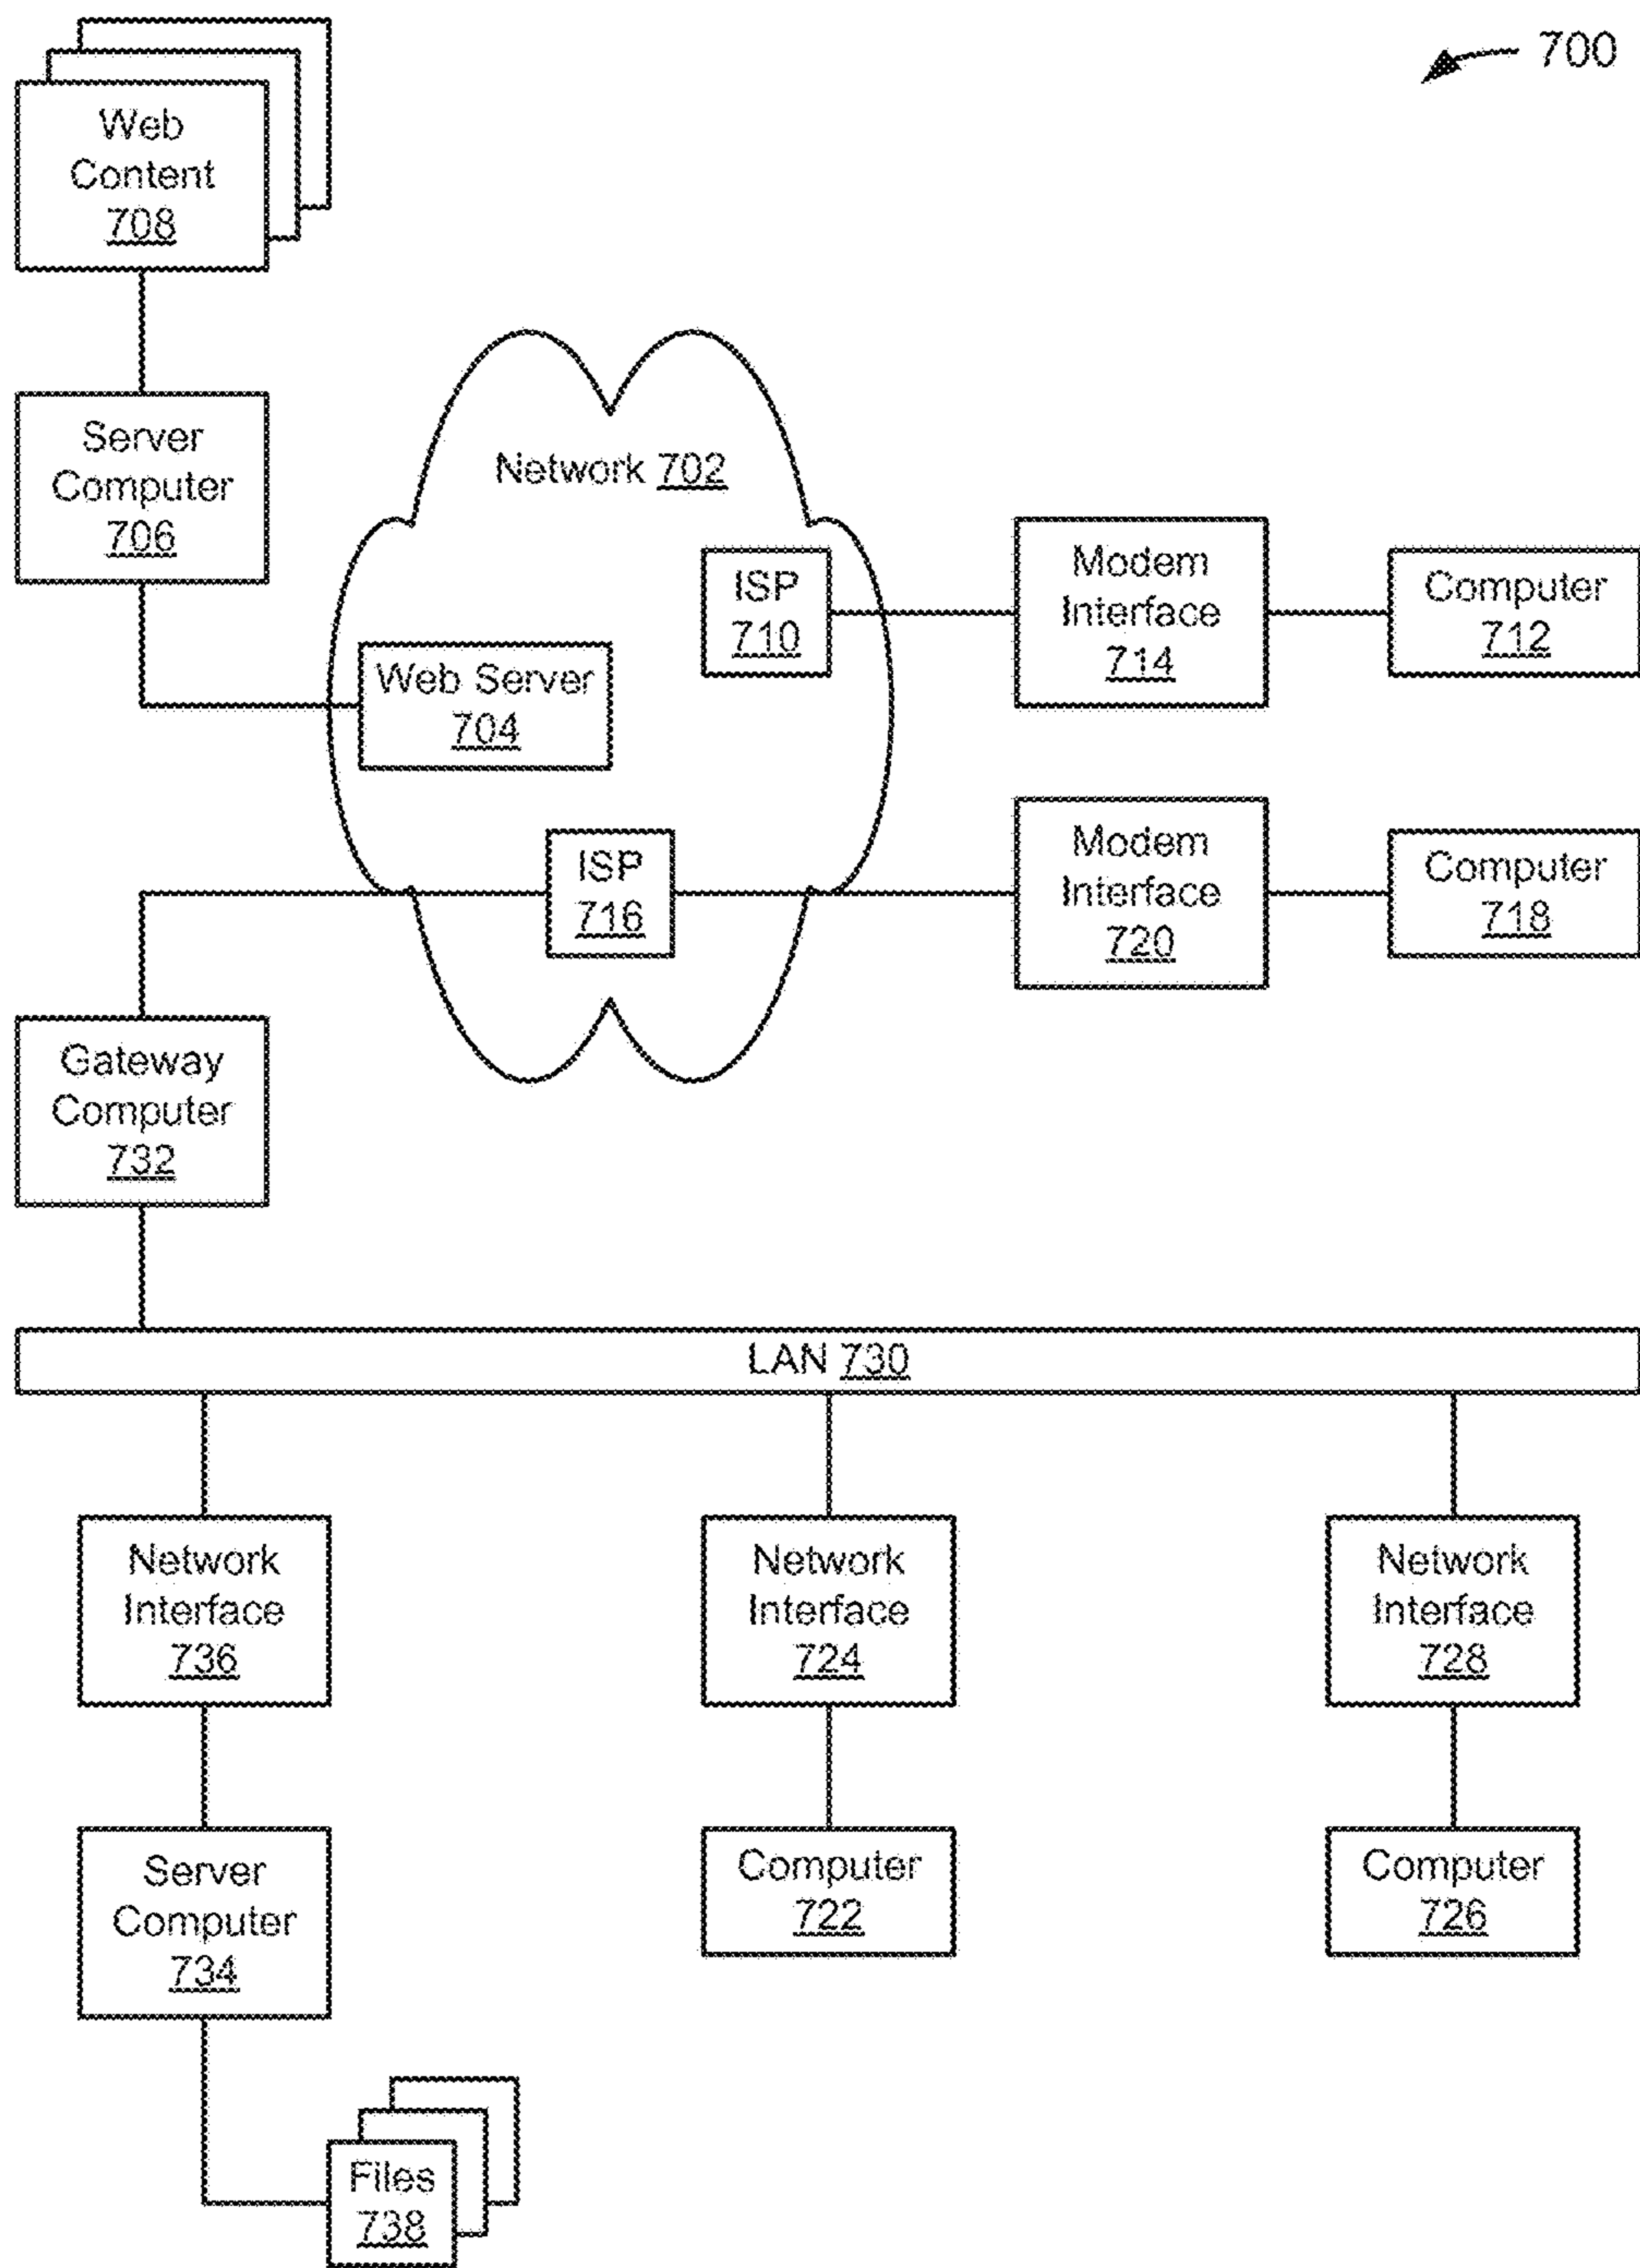 700
Web
Content
708
Server
Computer
706
Network 702
ISP
710
Modem
Interface
714
Computer
712
Web Server
704
ISP
716
Modem
Interface
720
Computer
718
Gateway
Computer
732
LAN 730
Network
Interface
736
Network
Interface
724
Network
Interface
728
Server
Computer
734
Computer
722
Computer
726
Files
738